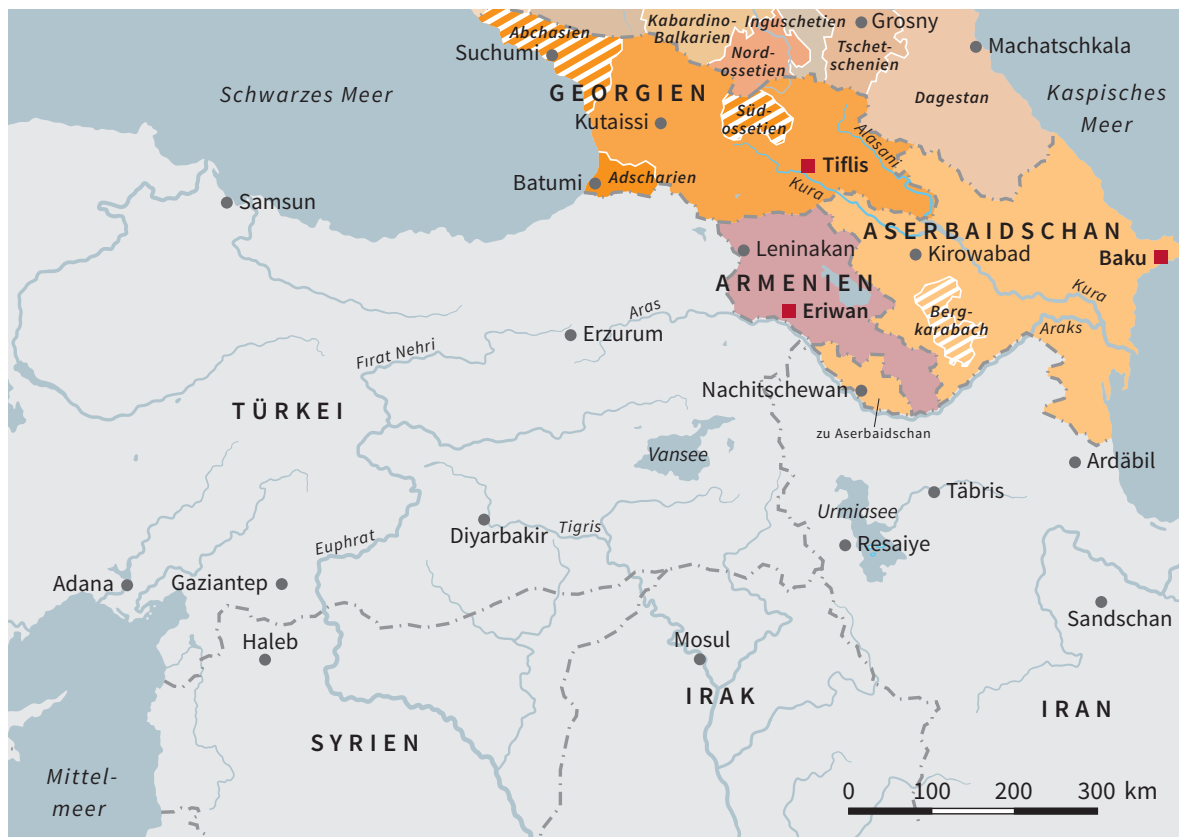 Abchasien
Kabardino-
Balkarien
Inguschetien
Grosny
Suchumi
Nord-
ossetien
Tschet-
schenien
Machatschkala
Schwarzes Meer
GEORGIEN
Dagestan
Kaspisches
Meer
Kutaissi
Süd-
ossetien
Alasani
Tiflis
Batumi
Adscharien
Kura
Samsun
ASERBAIDSCHAN
Leninakan
Kirowabad
Baku
ARMENIEN
Kura
Eriwan
Berg-
karabach
Aras
Araks
Erzurum
Fırat Nehri
Nachitschewan
TÜRKEI
zu Aserbaidschan
Vansee
Ardäbil
Täbris
Urmiasee
Diyarbakir
Tigris
Euphrat
Resaiye
Adana
Gaziantep
Sandschan
Haleb
Mosul
IRAK
IRAN
SYRIEN
Mittel-
meer
0 100 200 300 km